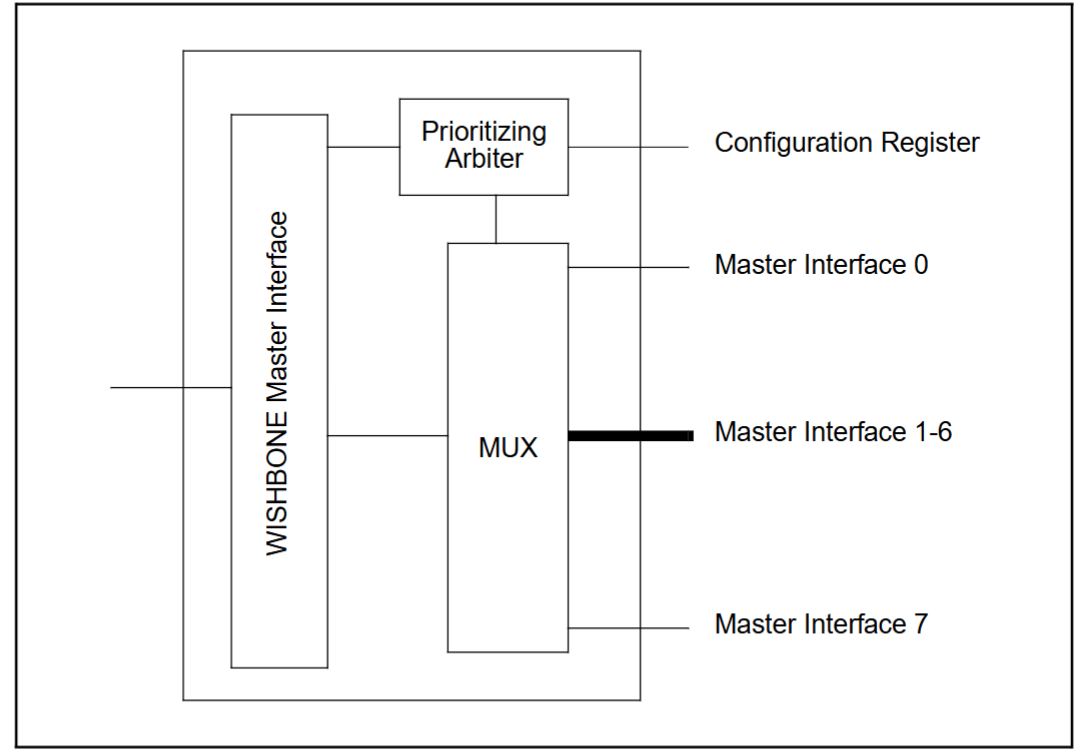 Prioritizing
Arbiter
Configuration Register
WISHBONE Master Interface
Master Interface 0
MUX
Master Interface 1-6
Master Interface 7